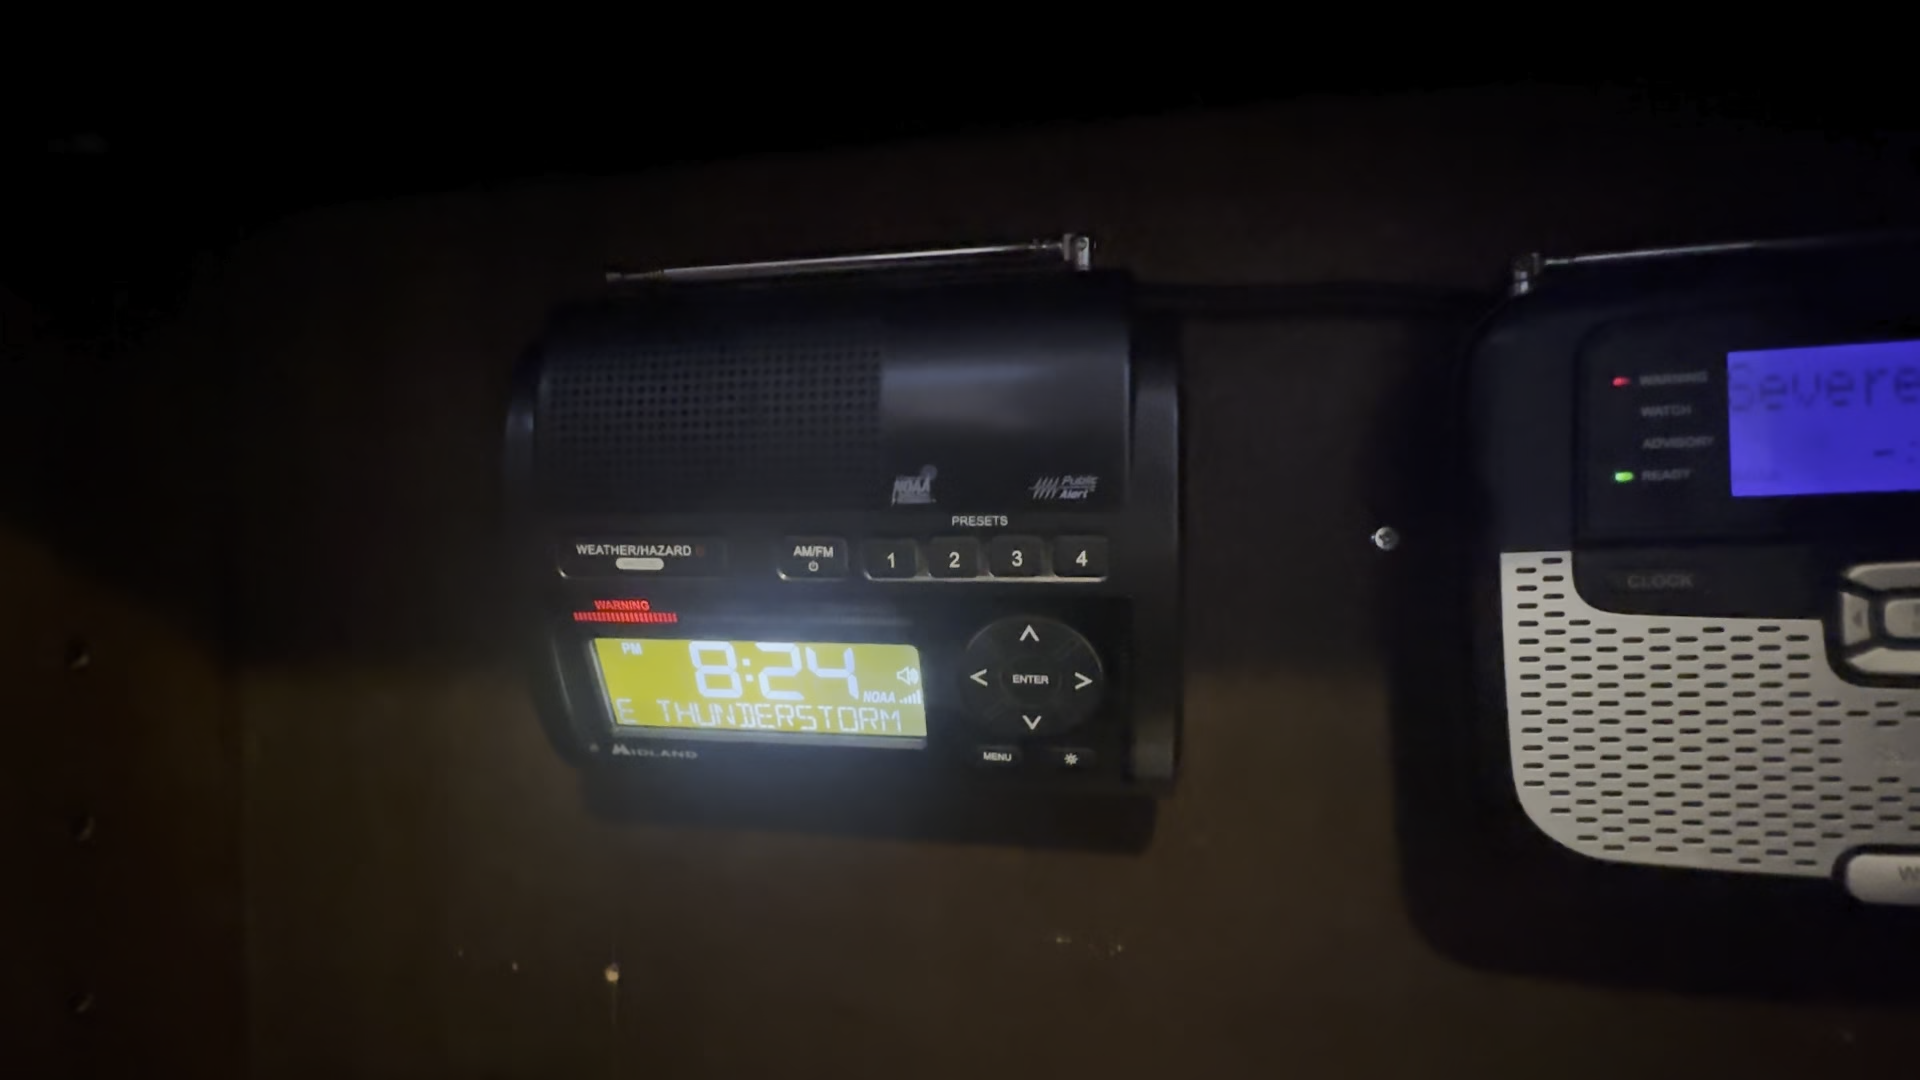 NOAA
Public
Alert
PRESETS
WEATHER/HAZARD
AM/FM
1
2
3
4
WARNING
PM
8:24
NOAA
E THUNDERSTORM
MIDLAND
ENTER
MENU
WARNING
WATCH
ADVISORY
READY
Severe
CLOCK